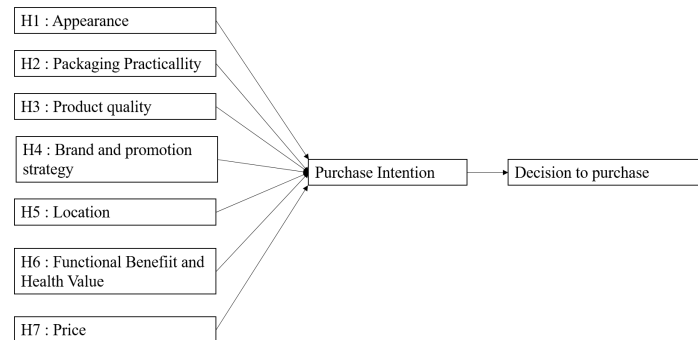 H1 : Appearance
H2 : Packaging Practicallity
H3 : Product quality
H4 : Brand and promotion
strategy
H5 : Location
H6 : Functional Benefiit and
Health Value
H7 : Price
Purchase Intention
Decision to purchase